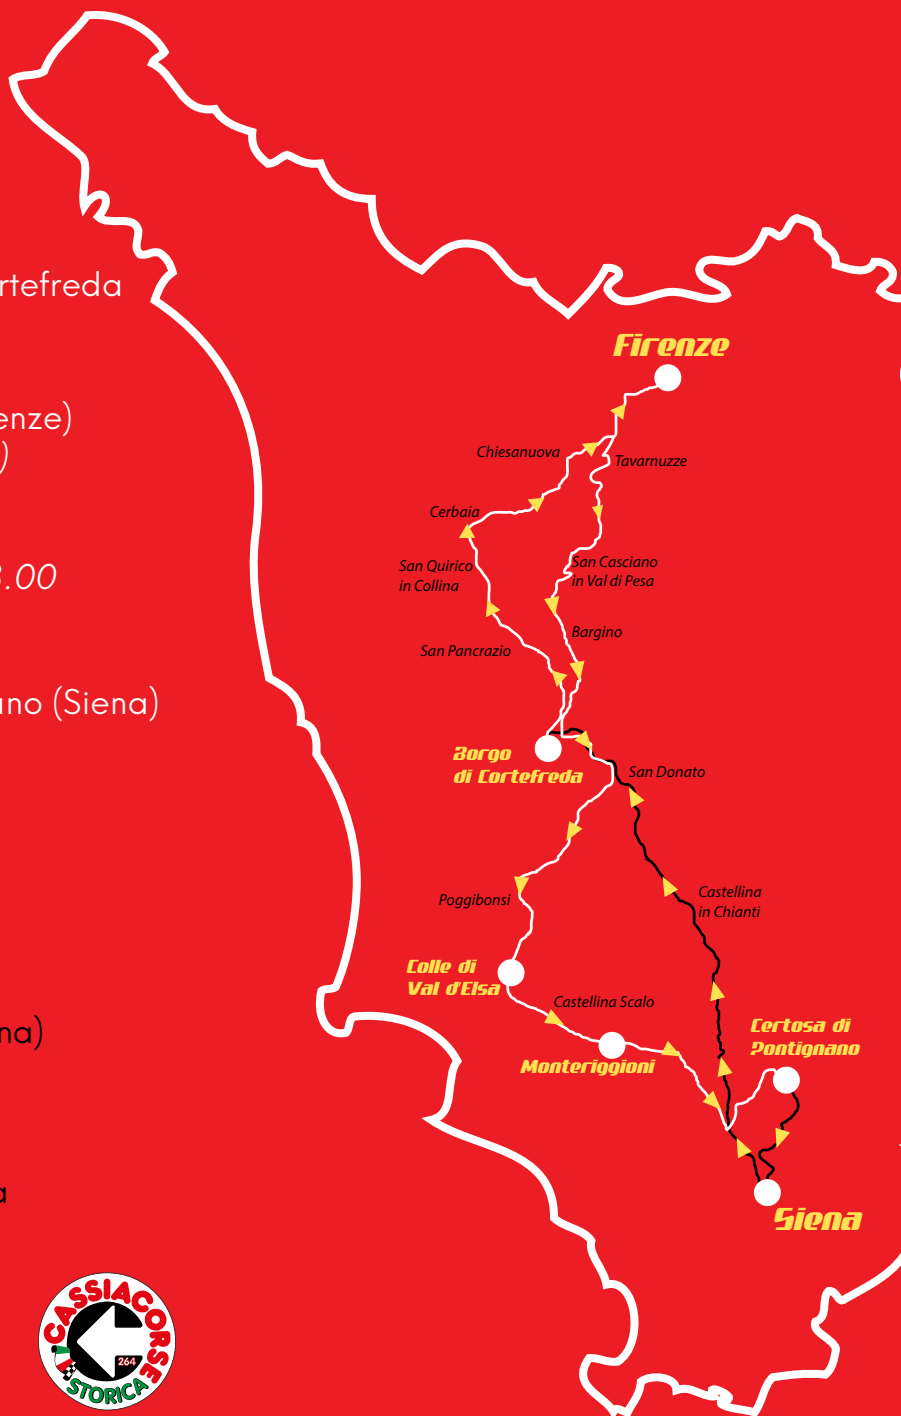 rtefreda
enze)
)
.00
ano (Siena)
na)
a
Firenze
Chiesanuova
Tavarnuzze
Cerbaia
San Quirico
in Collina
San Casciano
in Val di Pesa
Bargino
San Pancrazio
Borgo
di Cortefreda
San Donato
Castellina
in Chianti
Poggibonsi
Colle di
Val d'Elsa
Castellina Scalo
Monteriggioni
Certosa di
Pontignano
Siena
CASSIACORSE
264
STORICA